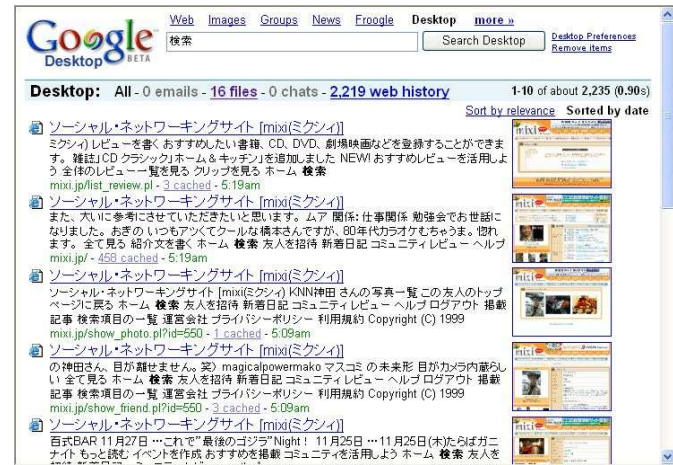 Web Images Groups News Froogle Desktop more »
Google Desktop BETA
検索
Search Desktop
Desktop Preferences
Remove items
Desktop: All - 0 emails - 16 files - 0 chats - 2,219 web history
1-10 of about 2,235 (0.90s)
Sort by relevance Sorted by date
ソーシャル・ネットワーキングサイト [mixi(ミクシィ)]
ミクシィ) レビューを書く おすすめしたい書籍、CD、DVD、劇場映画などを登録することができま
す。 雑誌」CD クラシック」ホーム & キッチン」を追加しました NEW! おすすめレビューを活用しよ
う 全体のレビュー一覧を見る クリップを見る ホーム 検索
mixi.jp/list_review.pl - 3 cached - 5:19am
ソーシャル・ネットワーキングサイト [mixi(ミクシィ)]
また、大いに参考にさせていただきたいと思います。 ムア 関係: 仕事関係 勉強会でお世話に
なりました。おぎの いつもアツくてクールな橋本さんですが、80年代カラオケむちゃうま。惚れ
ます。 全て見る 紹介文を書く ホーム 検索 友人を招待 新着日記 コミュニティ レビュー ヘルプ
mixi.jp/ - 458 cached - 5:19am
ソーシャル・ネットワーキングサイト [mixi(ミクシィ)]
ソーシャル・ネットワーキングサイト [mixi(ミクシィ) KNN神田 さんの写真一覧 この友人のトップ
ページに戻る ホーム 検索 友人を招待 新着日記 コミュニティ レビュー ヘルプ ログアウト 掲載
記事 検索項目の一覧 運営会社 プライバシーポリシー 利用規約 Copyright (C) 1999
mixi.jp/show_photo.pl?id=550 - 1 cached - 5:09am
ソーシャル・ネットワーキングサイト [mixi(ミクシィ)]
の神田さん、目が離せません。笑) magicalpowermako マスコミ の未来形 目がカメラ内蔵らし
い 全て見る ホーム 検索 友人を招待 新着日記 コミュニティ レビュー ヘルプ ログアウト 掲載
記事 検索項目の一覧 運営会社 プライバシーポリシー 利用規約 Copyright (C) 1999
mixi.jp/show_friend.pl?id=550 - 3 cached - 5:09am
ソーシャル・ネットワーキングサイト [mixi(ミクシィ)]
百式BAR 11月27日 …これで"最後のゴジラ"Night! 11月25日 …11月25日(木)たらばガニ
ナイト もっと読む イベントを作成 おすすめを掲載 コミュニティを活用しよう ホーム 検索 友人を